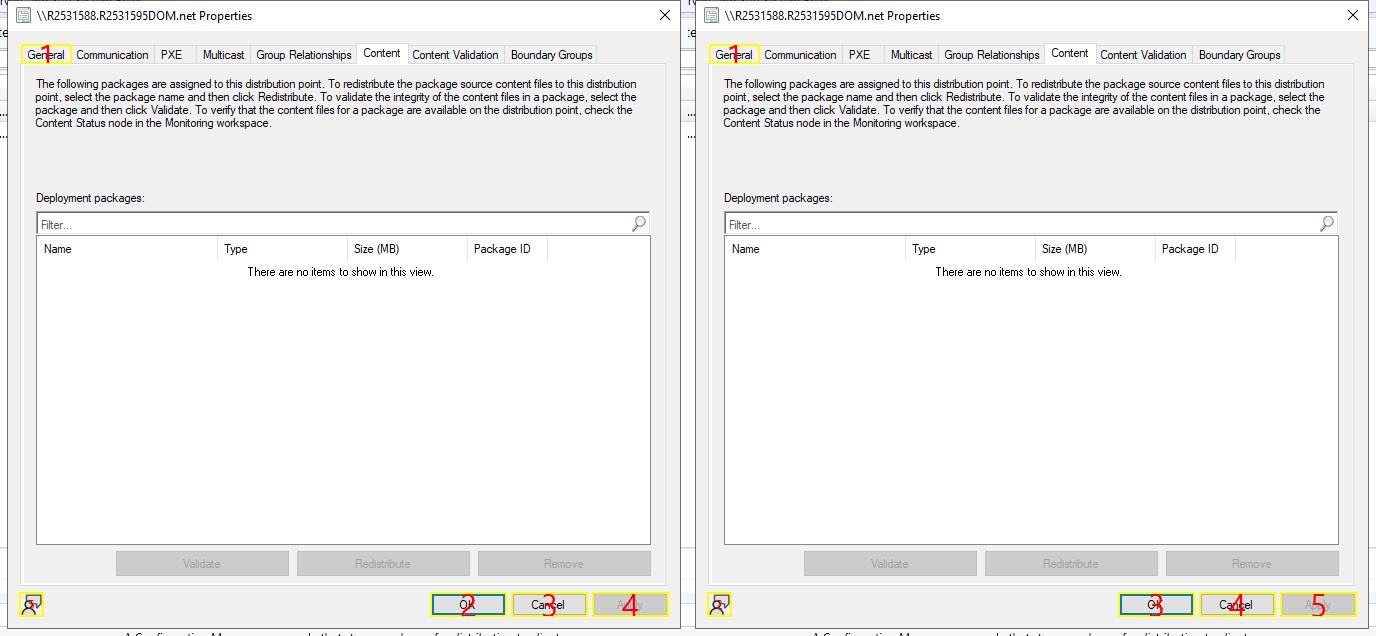 \\R2531588.R2531595DOM.net Properties
General Communication PXE Multicast Group Relationships Content Content Validation Boundary Groups
The following packages are assigned to this distribution point. To redistribute the package source content files to this distribution
point, select the package name and then click Redistribute. To validate the integrity of the content files in a package, select the
package and then click Validate. To verify that the content files for a package are available on the distribution point, check the
Content Status node in the Monitoring workspace.
Deployment packages:
Filter...
Name Type Size (MB) Package ID
There are no items to show in this view.
Validate Redistribute Remove
OK Cancel Apply
1
2 3 4
\\R2531588.R2531595DOM.net Properties
General Communication PXE Multicast Group Relationships Content Content Validation Boundary Groups
The following packages are assigned to this distribution point. To redistribute the package source content files to this distribution
point, select the package name and then click Redistribute. To validate the integrity of the content files in a package, select the
package and then click Validate. To verify that the content files for a package are available on the distribution point, check the
Content Status node in the Monitoring workspace.
Deployment packages:
Filter...
Name Type Size (MB) Package ID
There are no items to show in this view.
Validate Redistribute Remove
OK Cancel Apply
1
3 4 5